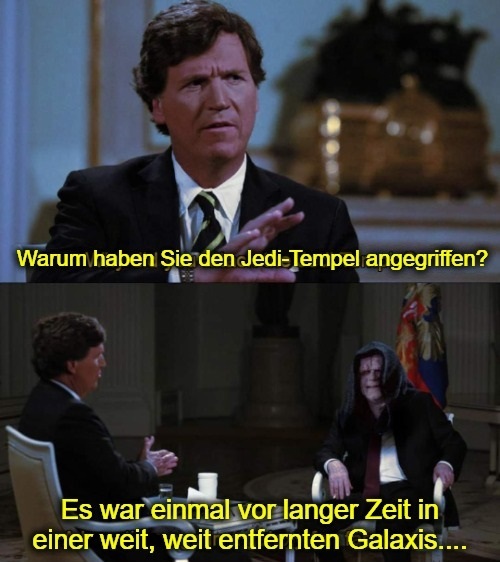 Warum haben Sie den Jedi-Tempel angegriffen?
Es war einmal vor langer Zeit in
einer weit, weit entfernten Galaxis....